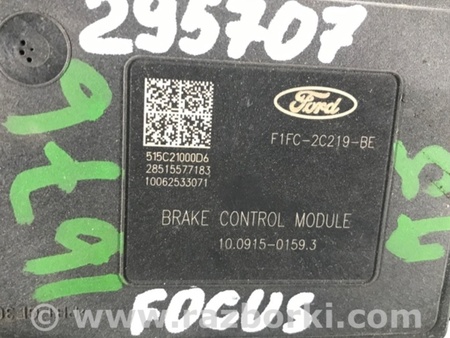 295707
Ford
F1FC-2C219-BE
515C21000D6
28515577183
10062533071
BRAKE CONTROL MODULE
10.0915-0159.3
FOCUS
www.razborki.com